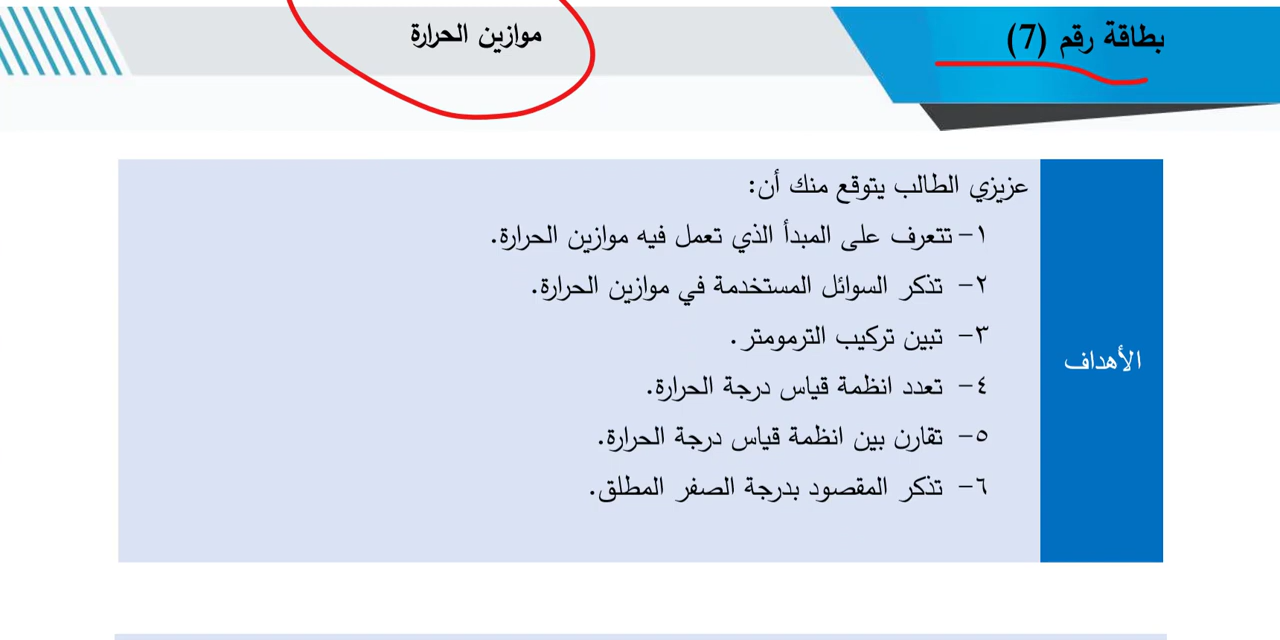 بطاقة رقم (7)
موازين الحرارة
عزيزي الطالب يتوقع منك أن:
١- تتعرف على المبدأ الذي تعمل فيه موازين الحرارة.
٢- تذكر السوائل المستخدمة في موازين الحرارة.
٣- تبين تركيب الترمومتر .
٤- تعدد انظمة قياس درجة الحرارة.
٥- تقارن بين انظمة قياس درجة الحرارة.
٦- تذكر المقصود بدرجة الصفر المطلق.
الأهداف